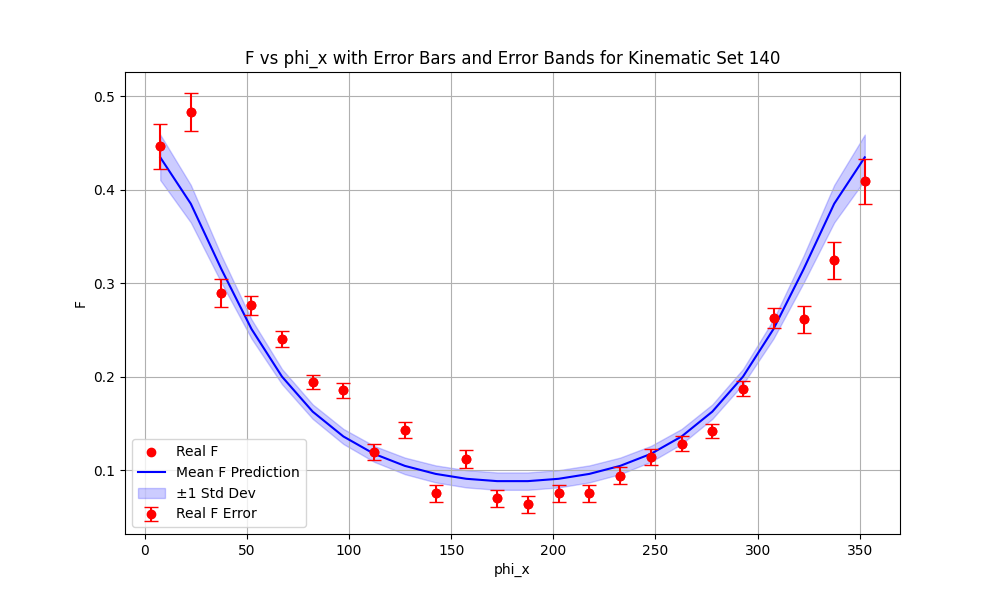 F vs phi_x with Error Bars and Error Bands for Kinematic Set 140
F
0.5
0.4
0.3
0.2
0.1
Real F
Mean F Prediction
±1 Std Dev
Real F Error
0 50 100 150 200 250 300 350
phi_x